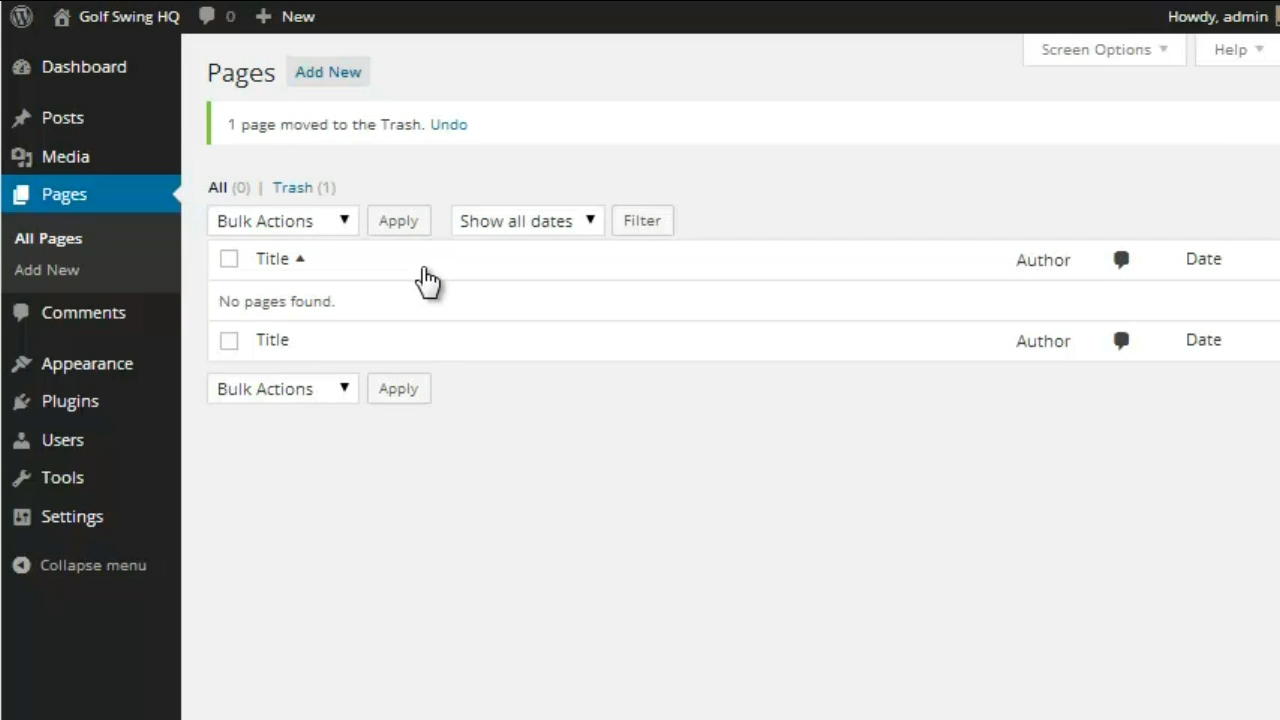 Golf Swing HQ 0 New Howdy, admin
Screen Options Help
Dashboard
Posts
Media
Pages
All Pages
Add New
Comments
Appearance
Plugins
Users
Tools
Settings
Collapse menu
Pages Add New
1 page moved to the Trash. Undo
All (0) | Trash (1)
Bulk Actions Apply Show all dates Filter
Title Author Date
No pages found.
Title Author Date
Bulk Actions Apply